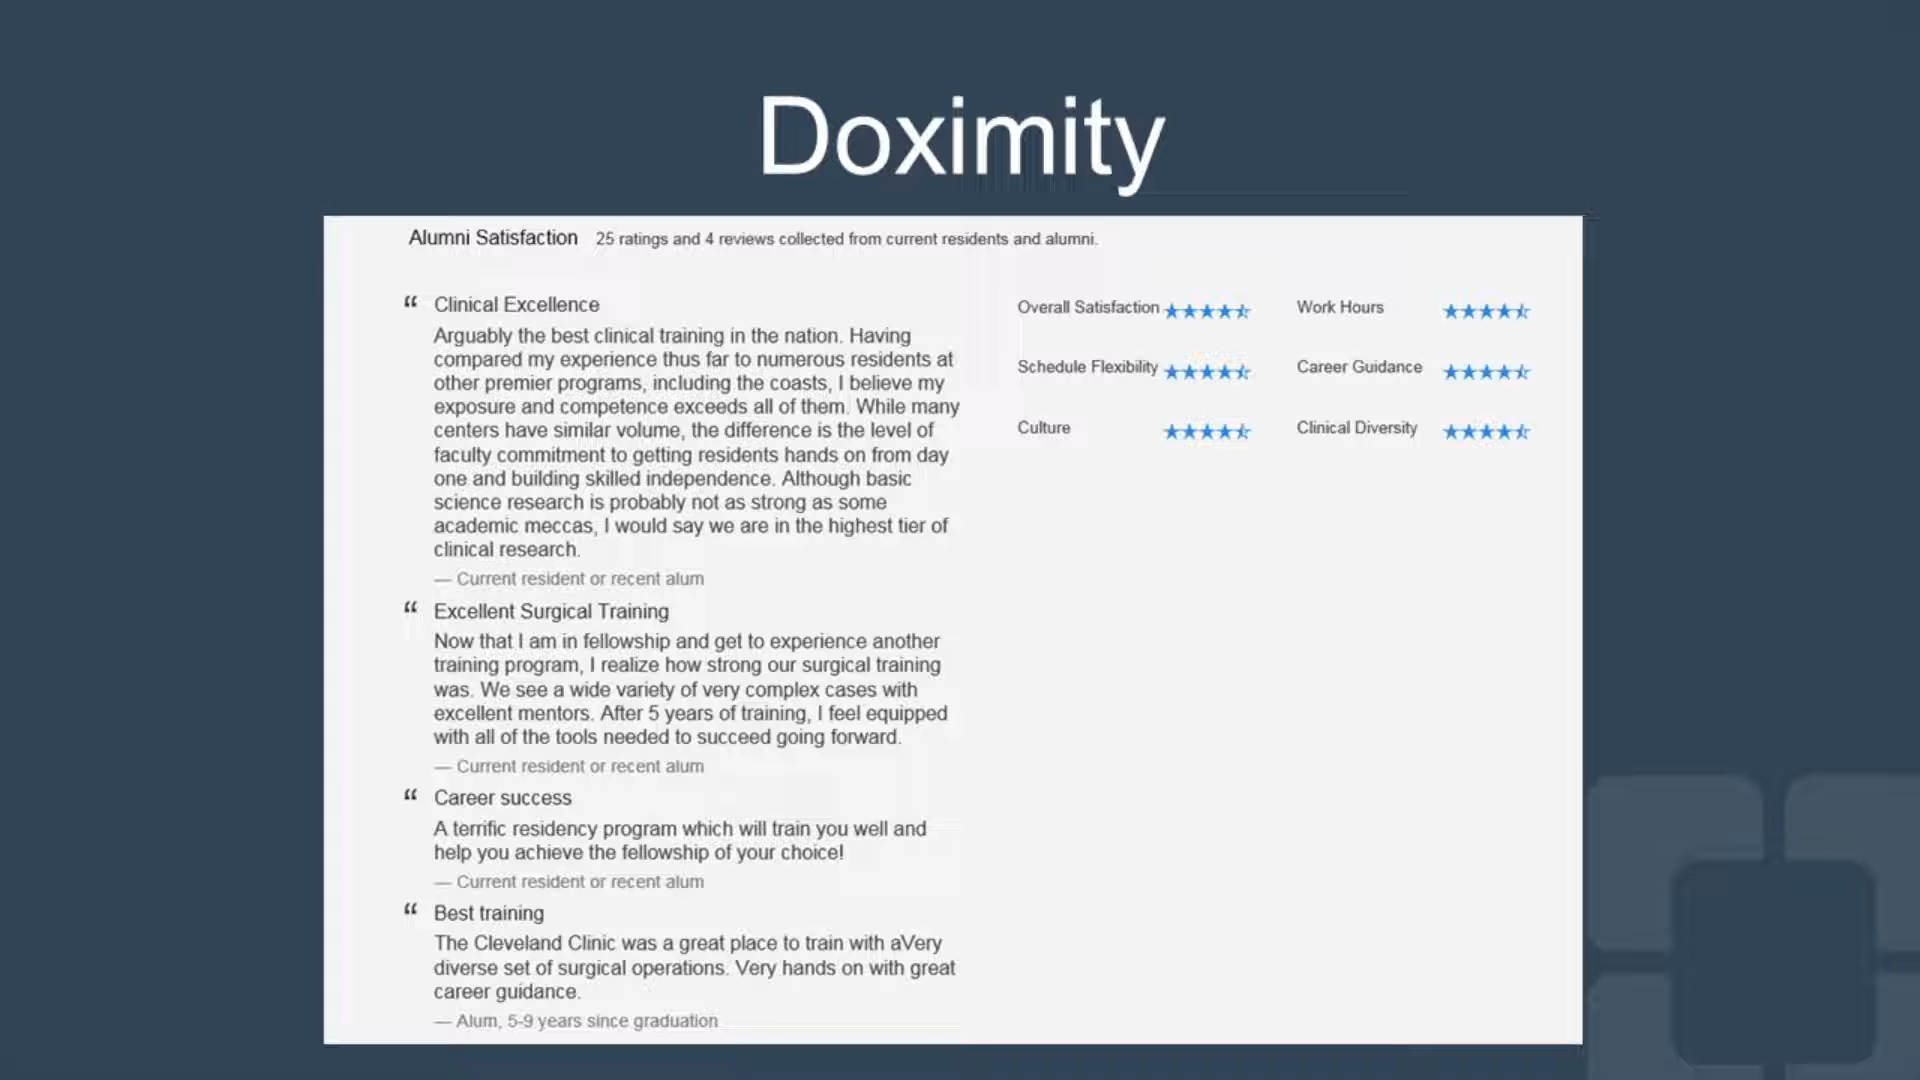 Doximity
Alumni Satisfaction 25 ratings and 4 reviews collected from current residents and alumni.
“ Clinical Excellence
Arguably the best clinical training in the nation. Having
compared my experience thus far to numerous residents at
other premier programs, including the coasts, I believe my
exposure and competence exceeds all of them. While many
centers have similar volume, the difference is the level of
faculty commitment to getting residents hands on from day
one and building skilled independence. Although basic
science research is probably not as strong as some
academic meccas, I would say we are in the highest tier of
clinical research.
— Current resident or recent alum
“ Excellent Surgical Training
Now that I am in fellowship and get to experience another
training program, I realize how strong our surgical training
was. We see a wide variety of very complex cases with
excellent mentors. After 5 years of training, I feel equipped
with all of the tools needed to succeed going forward.
— Current resident or recent alum
“ Career success
A terrific residency program which will train you well and
help you achieve the fellowship of your choice!
— Current resident or recent alum
“ Best training
The Cleveland Clinic was a great place to train with aVery
diverse set of surgical operations. Very hands on with great
career guidance.
— Alum, 5-9 years since graduation
Overall Satisfaction
Work Hours
Schedule Flexibility
Career Guidance
Culture
Clinical Diversity